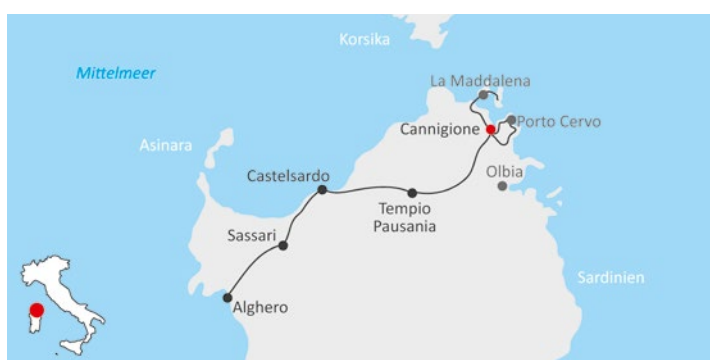 Korsika
Mittelmeer
La Maddalena
Porto Cervo
Cannigione
Asinara
Castelsardo
Olbia
Tempio
Pausania
Sassari
Sardinien
Alghero